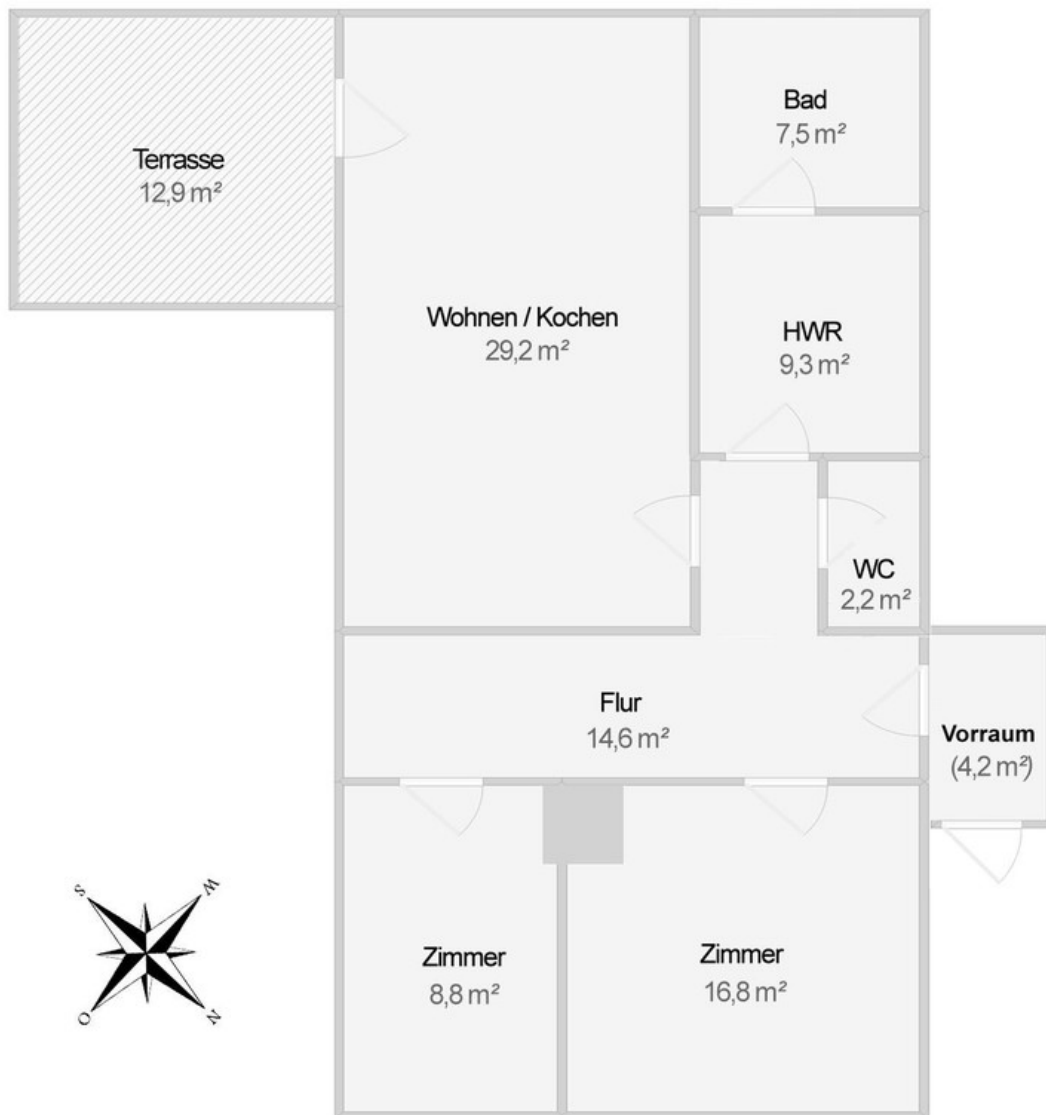 Bad
7,5 m²
Terrasse
12,9 m²
Wohnen / Kochen
29,2 m²
HWR
9,3 m²
WC
2,2 m²
Flur
14,6 m²
Vorraum
(4,2 m²)
Zimmer
8,8 m²
Zimmer
16,8 m²
S
W
O
N